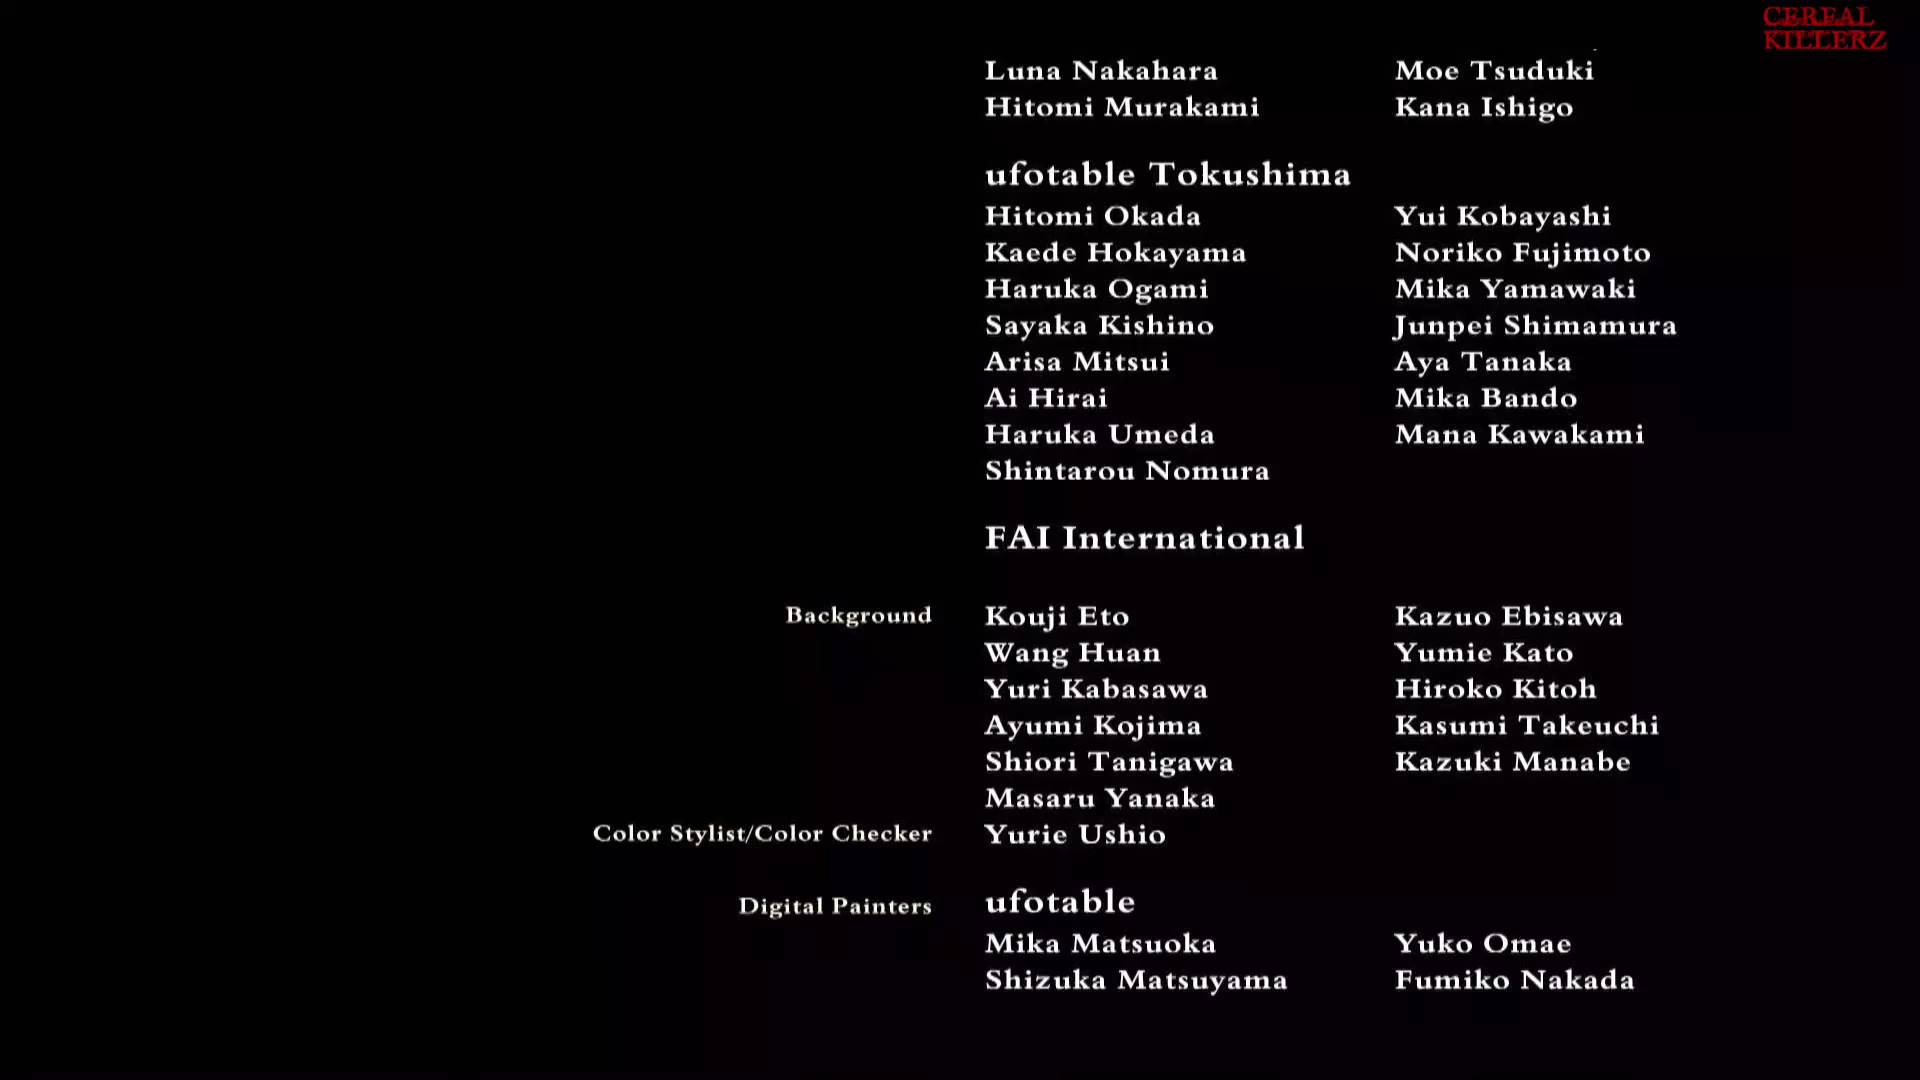 CEREAL
KILLERZ
Luna Nakahara Moe Tsuduki
Hitomi Murakami Kana Ishigo
ufotable Tokushima
Hitomi Okada Yui Kobayashi
Kaede Hokayama Noriko Fujimoto
Haruka Ogami Mika Yamawaki
Sayaka Kishino Junpei Shimamura
Arisa Mitsui Aya Tanaka
Ai Hirai Mika Bando
Haruka Umeda Mana Kawakami
Shintarou Nomura
FAI International
Background Kouji Eto Kazuo Ebisawa
Wang Huan Yumie Kato
Yuri Kabasawa Hiroko Kitoh
Ayumi Kojima Kasumi Takeuchi
Shiori Tanigawa Kazuki Manabe
Masaru Yanaka
Color Stylist/Color Checker Yurie Ushio
Digital Painters ufotable
Mika Matsuoka Yuko Omae
Shizuka Matsuyama Fumiko Nakada